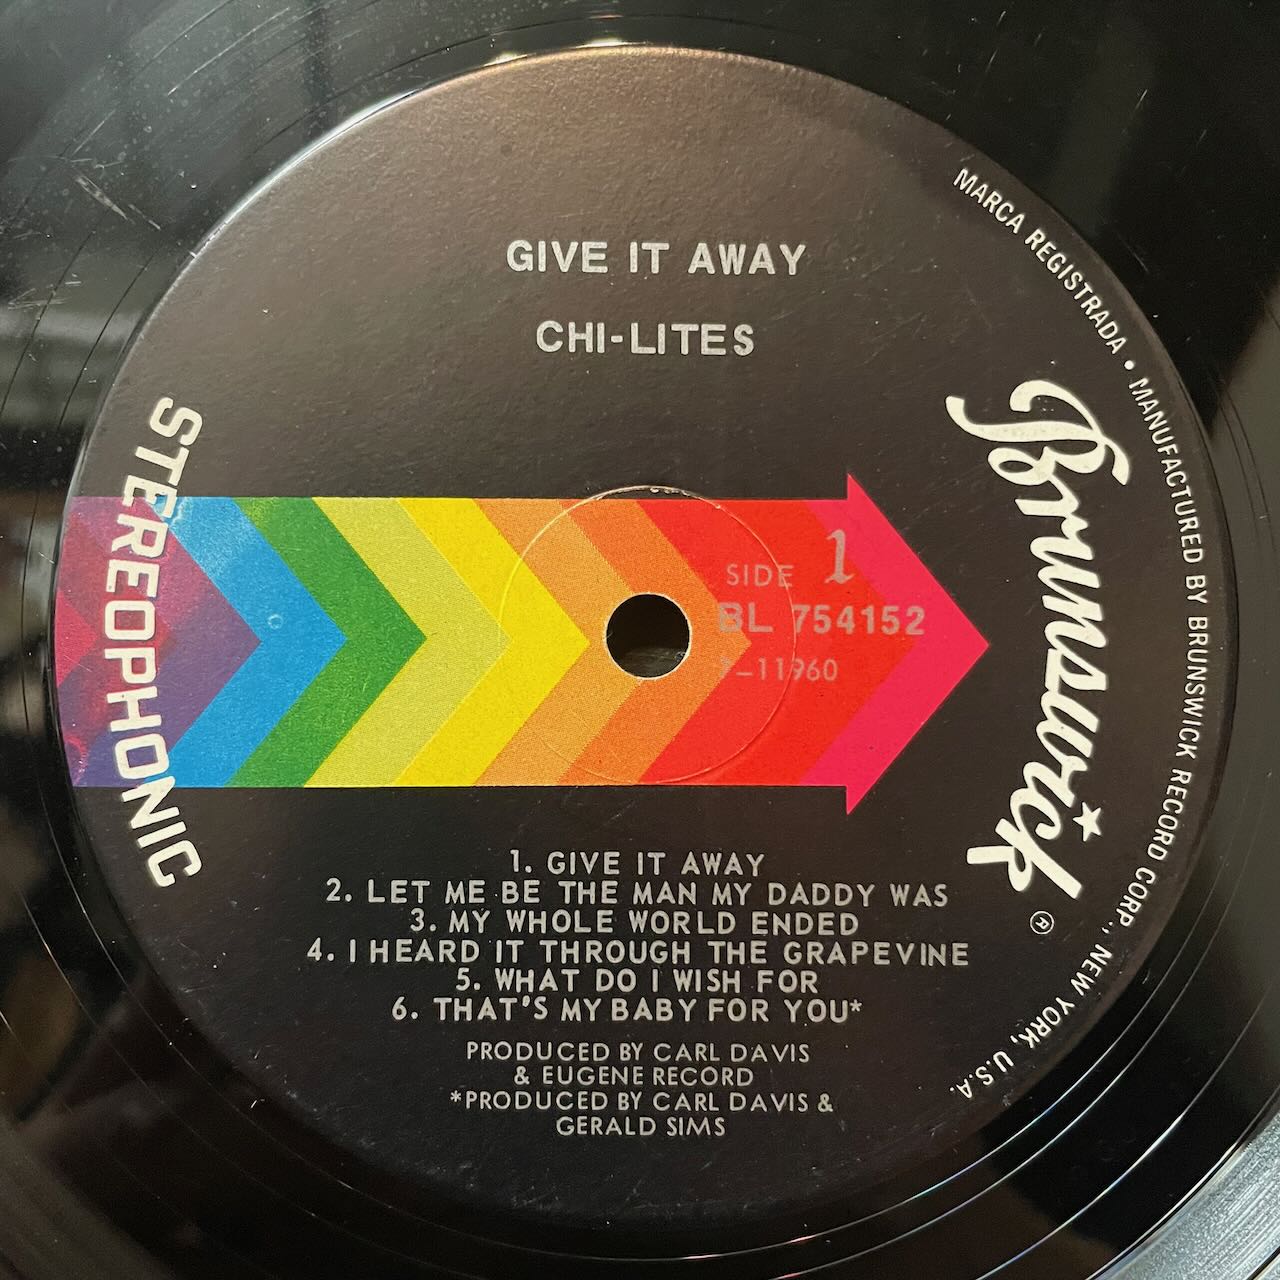 GIVE IT AWAY
CHI-LITES
STEREOPHONIC
SIDE 1
BL 754152
7–11960
Brunswick ®
MARCA REGISTRADA • MANUFACTURED BY BRUNSWICK RECORD CORP., NEW YORK, U.S.A.
1. GIVE IT AWAY
2. LET ME BE THE MAN MY DADDY WAS
3. MY WHOLE WORLD ENDED
4. I HEARD IT THROUGH THE GRAPEVINE
5. WHAT DO I WISH FOR
6. THAT'S MY BABY FOR YOU*
PRODUCED BY CARL DAVIS
& EUGENE RECORD
*PRODUCED BY CARL DAVIS &
GERALD SIMS